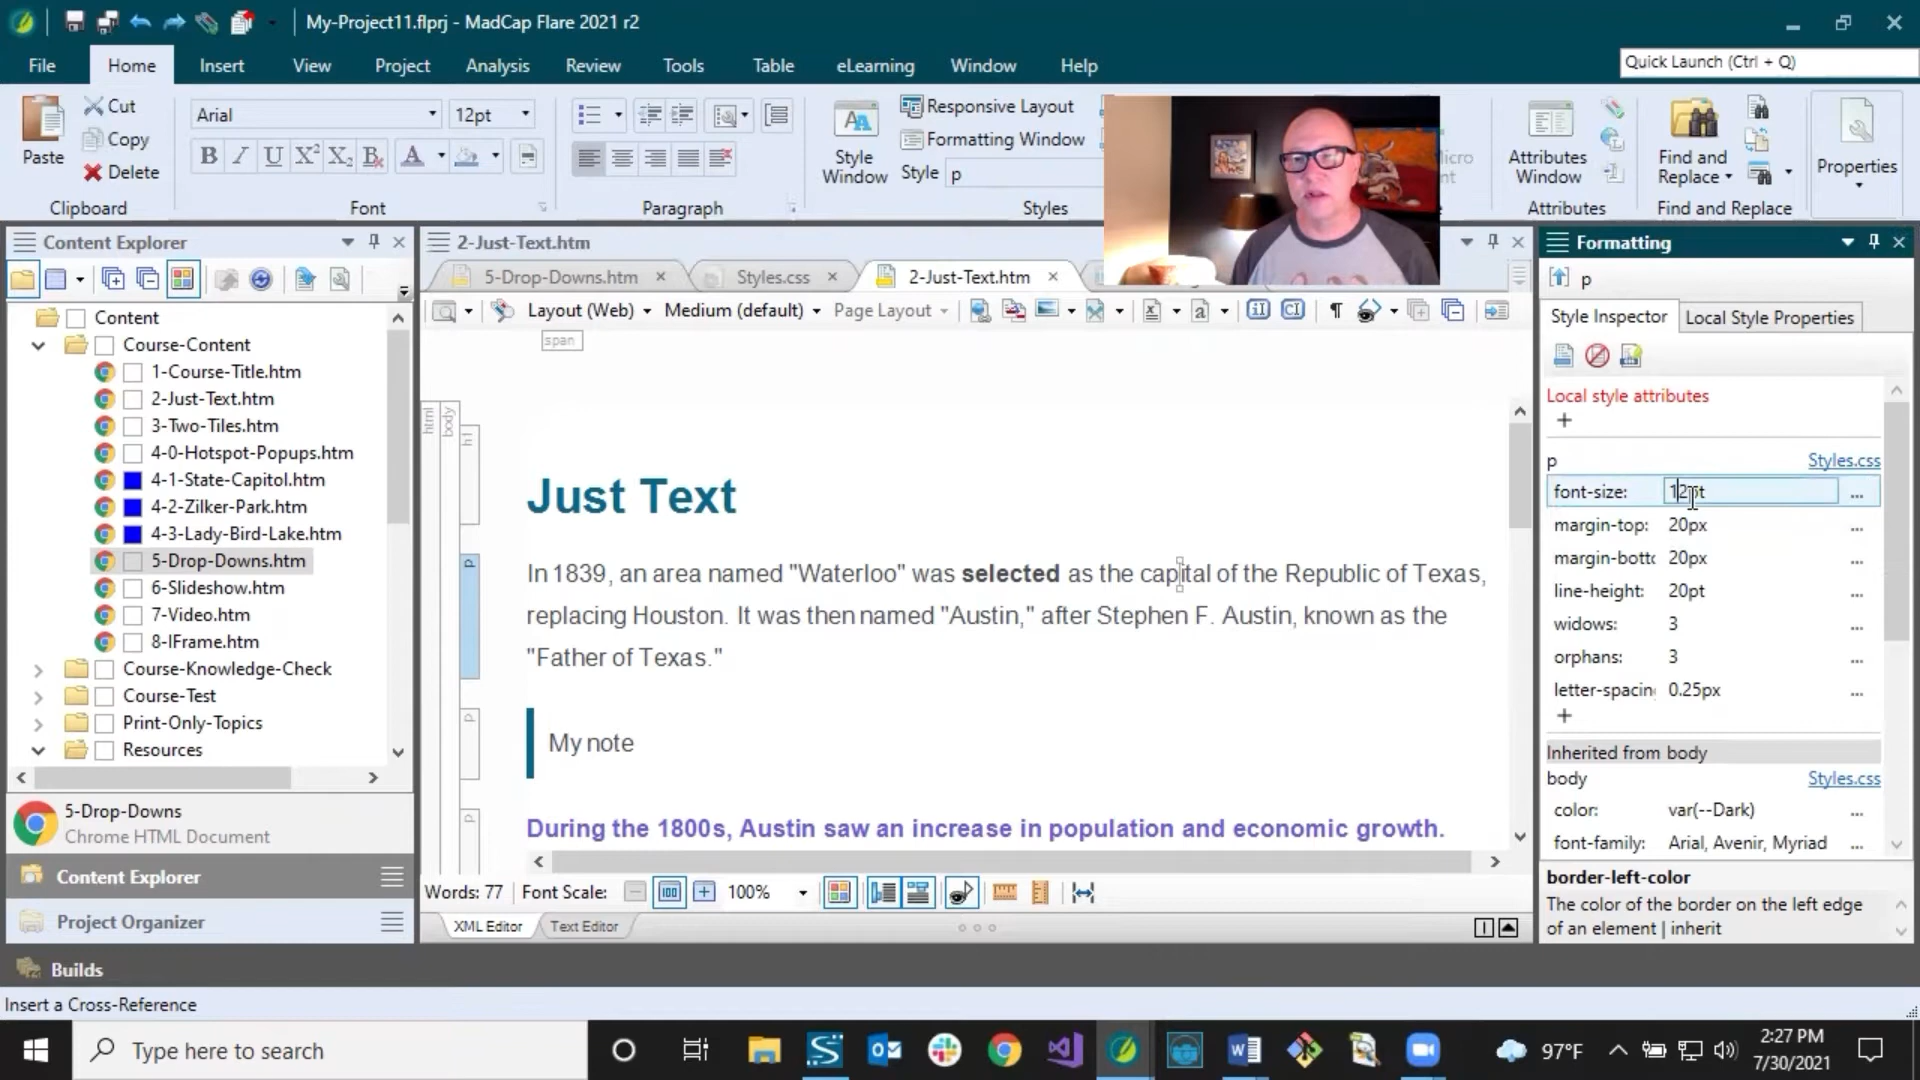 My-Project11.flprj - MadCap Flare 2021 r2
File
Home
Insert
View
Project
Analysis
Review
Tools
Table
eLearning
Window
Help
Quick Launch (Ctrl + Q)
Paste
Cut
Copy
Delete
Clipboard
Arial
12pt
Font
Paragraph
Style
Window
Responsive Layout
Formatting Window
Style p
Styles
Attributes
Window
Attributes
Find and
Replace
Find and Replace
Properties
Content Explorer
Content
Course-Content
1-Course-Title.htm
2-Just-Text.htm
3-Two-Tiles.htm
4-0-Hotspot-Popups.htm
4-1-State-Capitol.htm
4-2-Zilker-Park.htm
4-3-Lady-Bird-Lake.htm
5-Drop-Downs.htm
6-Slideshow.htm
7-Video.htm
8-IFrame.htm
Course-Knowledge-Check
Course-Test
Print-Only-Topics
Resources
5-Drop-Downs
Chrome HTML Document
Content Explorer
Project Organizer
Builds
Insert a Cross-Reference
2-Just-Text.htm
5-Drop-Downs.htm
Styles.css
2-Just-Text.htm
Layout (Web)
Medium (default)
Page Layout
span
html
body
h1
p
p
p
Just Text
In 1839, an area named "Waterloo" was selected as the capital of the Republic of Texas,
replacing Houston. It was then named "Austin," after Stephen F. Austin, known as the
"Father of Texas."
My note
During the 1800s, Austin saw an increase in population and economic growth.
Words: 77
Font Scale:
100%
XML Editor
Text Editor
Formatting
p
Style Inspector
Local Style Properties
Local style attributes
p
Styles.css
font-size: 12pt
margin-top: 20px
margin-botto 20px
line-height: 20pt
widows: 3
orphans: 3
letter-spacin 0.25px
Inherited from body
body
Styles.css
color: var(--Dark)
font-family: Arial, Avenir, Myriad
border-left-color
The color of the border on the left edge
of an element | inherit
Type here to search
97°F
2:27 PM
7/30/2021